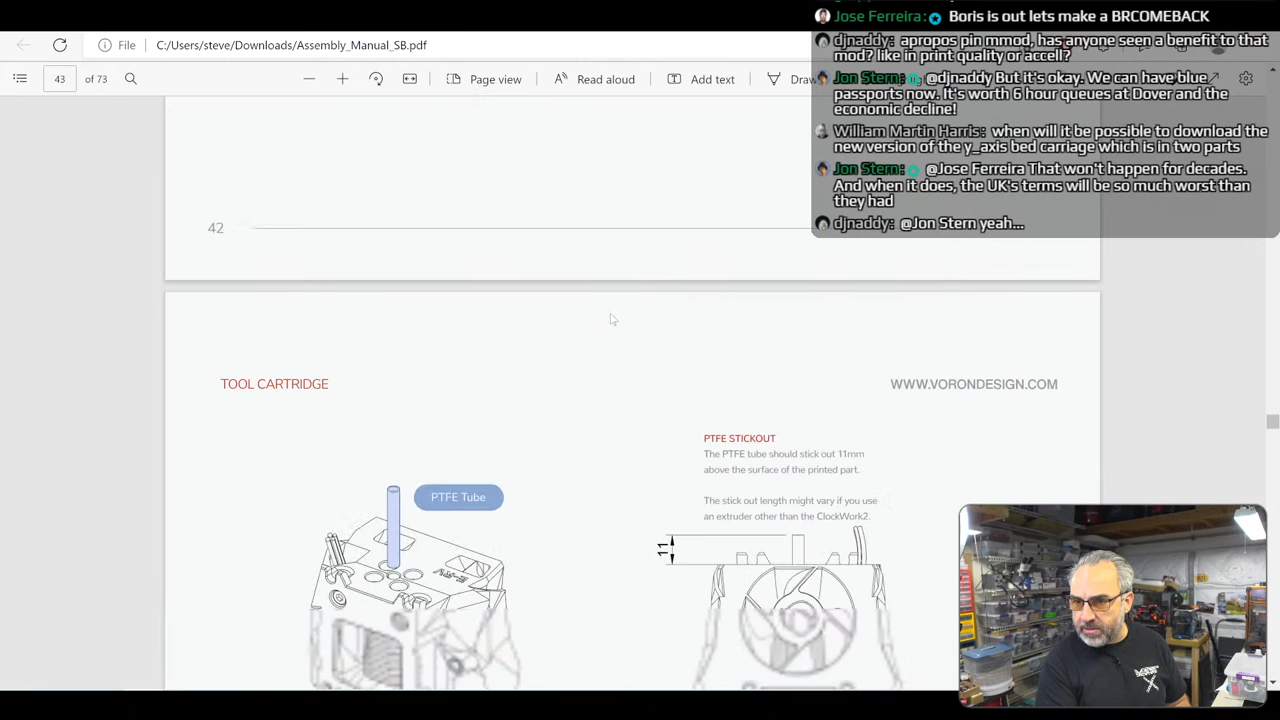 File
C:/Users/steve/Downloads/Assembly_Manual_SB.pdf
43 of 73
Page view
Read aloud
Add text
Draw
Jose Ferreira: Boris is out lets make a BRCOMEBACK
djnaddy: apropos pin mmod, has anyone seen a benefit to that
mod? like in print quality or accell?
Jon Stern: @djnaddy But it's okay. We can have blue
passports now. It's worth 6 hour queues at Dover and the
economic decline!
William Martin Harris: when will it be possible to download the
new version of the y_axis bed carriage which is in two parts
Jon Stern: @Jose Ferreira That won't happen for decades.
And when it does, the UK's terms will be so much worst than
they had
djnaddy: @Jon Stern yeah...
42
TOOL CARTRIDGE
WWW.VORONDESIGN.COM
PTFE STICKOUT
The PTFE tube should stick out 11mm
above the surface of the printed part.
The stick out length might vary if you use
an extruder other than the ClockWork2.
PTFE Tube
11